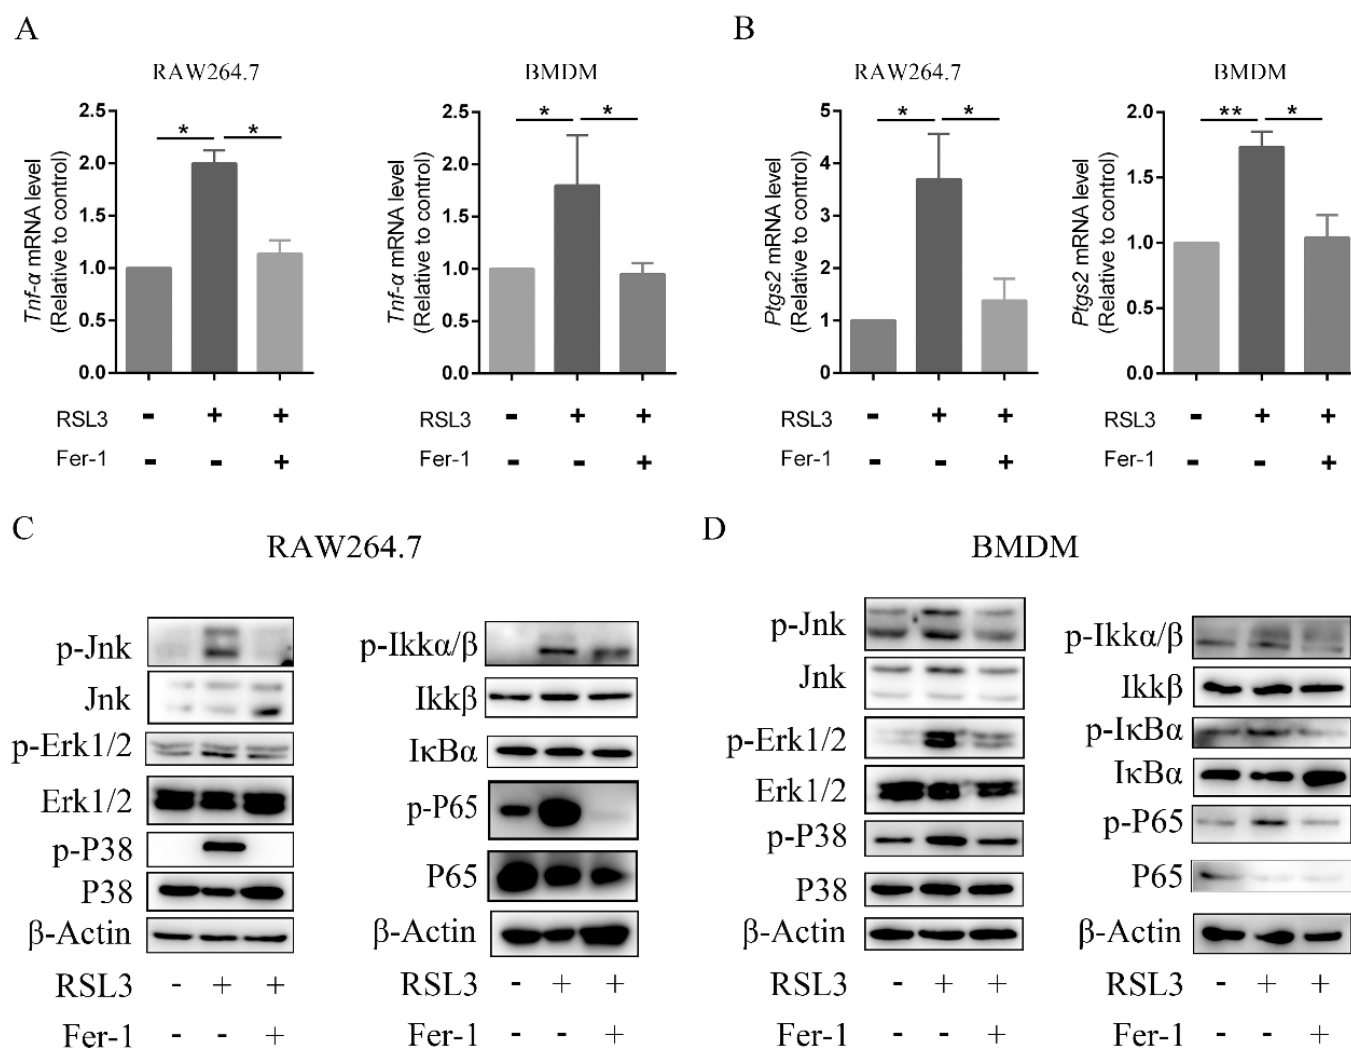 A
B
RAW264.7
BMDM
RAW264.7
BMDM
Tnf-α mRNA level
(Relative to control)
2.5
2.0
1.5
1.0
0.5
0.0
* *
RSL3 - + +
Fer-1 - - +
Tnf-α mRNA level
(Relative to control)
2.5
2.0
1.5
1.0
0.5
0.0
* *
RSL3 - + +
Fer-1 - - +
Ptgs2 mRNA level
(Relative to control)
5
4
3
2
1
0
* *
RSL3 - + +
Fer-1 - - +
Ptgs2 mRNA level
(Relative to control)
2.0
1.5
1.0
0.5
0.0
** *
RSL3 - + +
Fer-1 - - +
C
RAW264.7
p-Jnk
Jnk
p-Erk1/2
Erk1/2
p-P38
P38
β-Actin
RSL3 - + +
Fer-1 - - +
p-Ikkα/β
Ikkβ
IκBα
p-P65
P65
β-Actin
RSL3 - + +
Fer-1 - - +
D
BMDM
p-Jnk
Jnk
p-Erk1/2
Erk1/2
p-P38
P38
β-Actin
RSL3 - + +
Fer-1 - - +
p-Ikkα/β
Ikkβ
p-IκBα
IκBα
p-P65
P65
β-Actin
RSL3 - + +
Fer-1 - - +